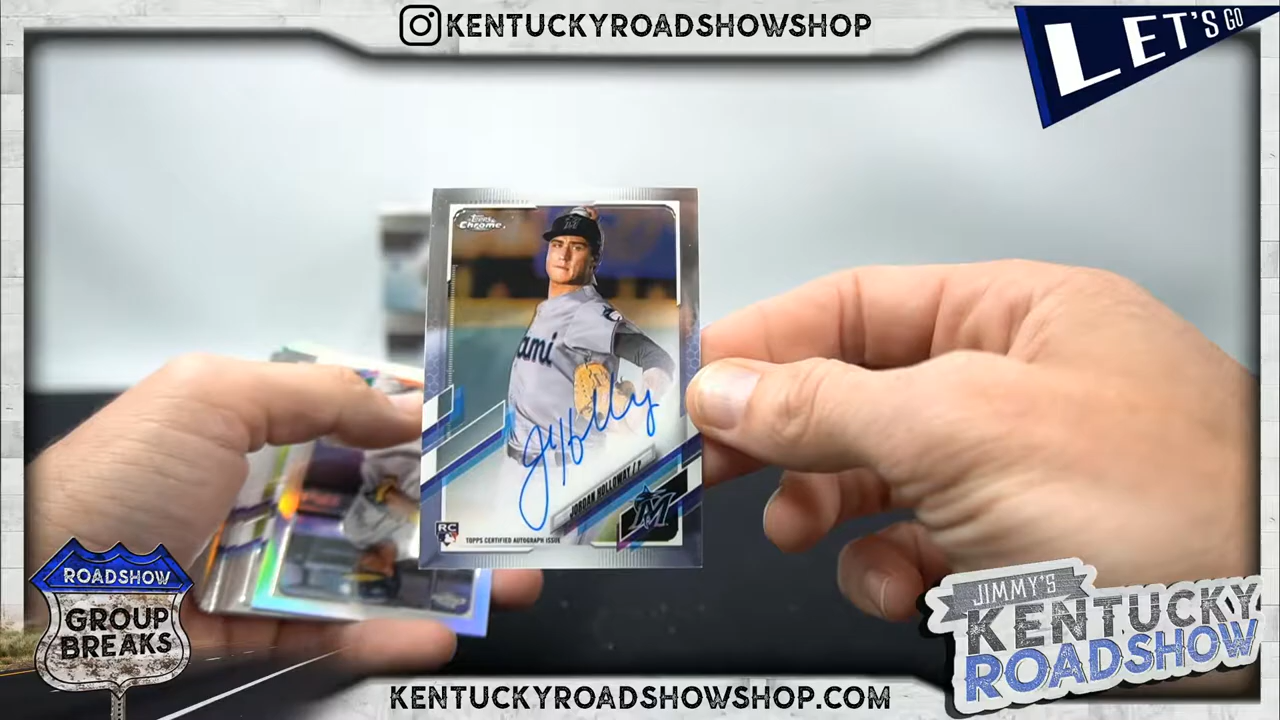 KENTUCKYROADSHOWSHOP
LET'S GO
Topps
Chrome
ami
J Holly
JORDAN HOLLOWAY / P
M
RC
TOPPS CERTIFIED AUTOGRAPH ISSUE
ROADSHOW
GROUP
BREAKS
JIMMY'S
KENTUCKY
ROADSHOW
KENTUCKYROADSHOWSHOP.COM